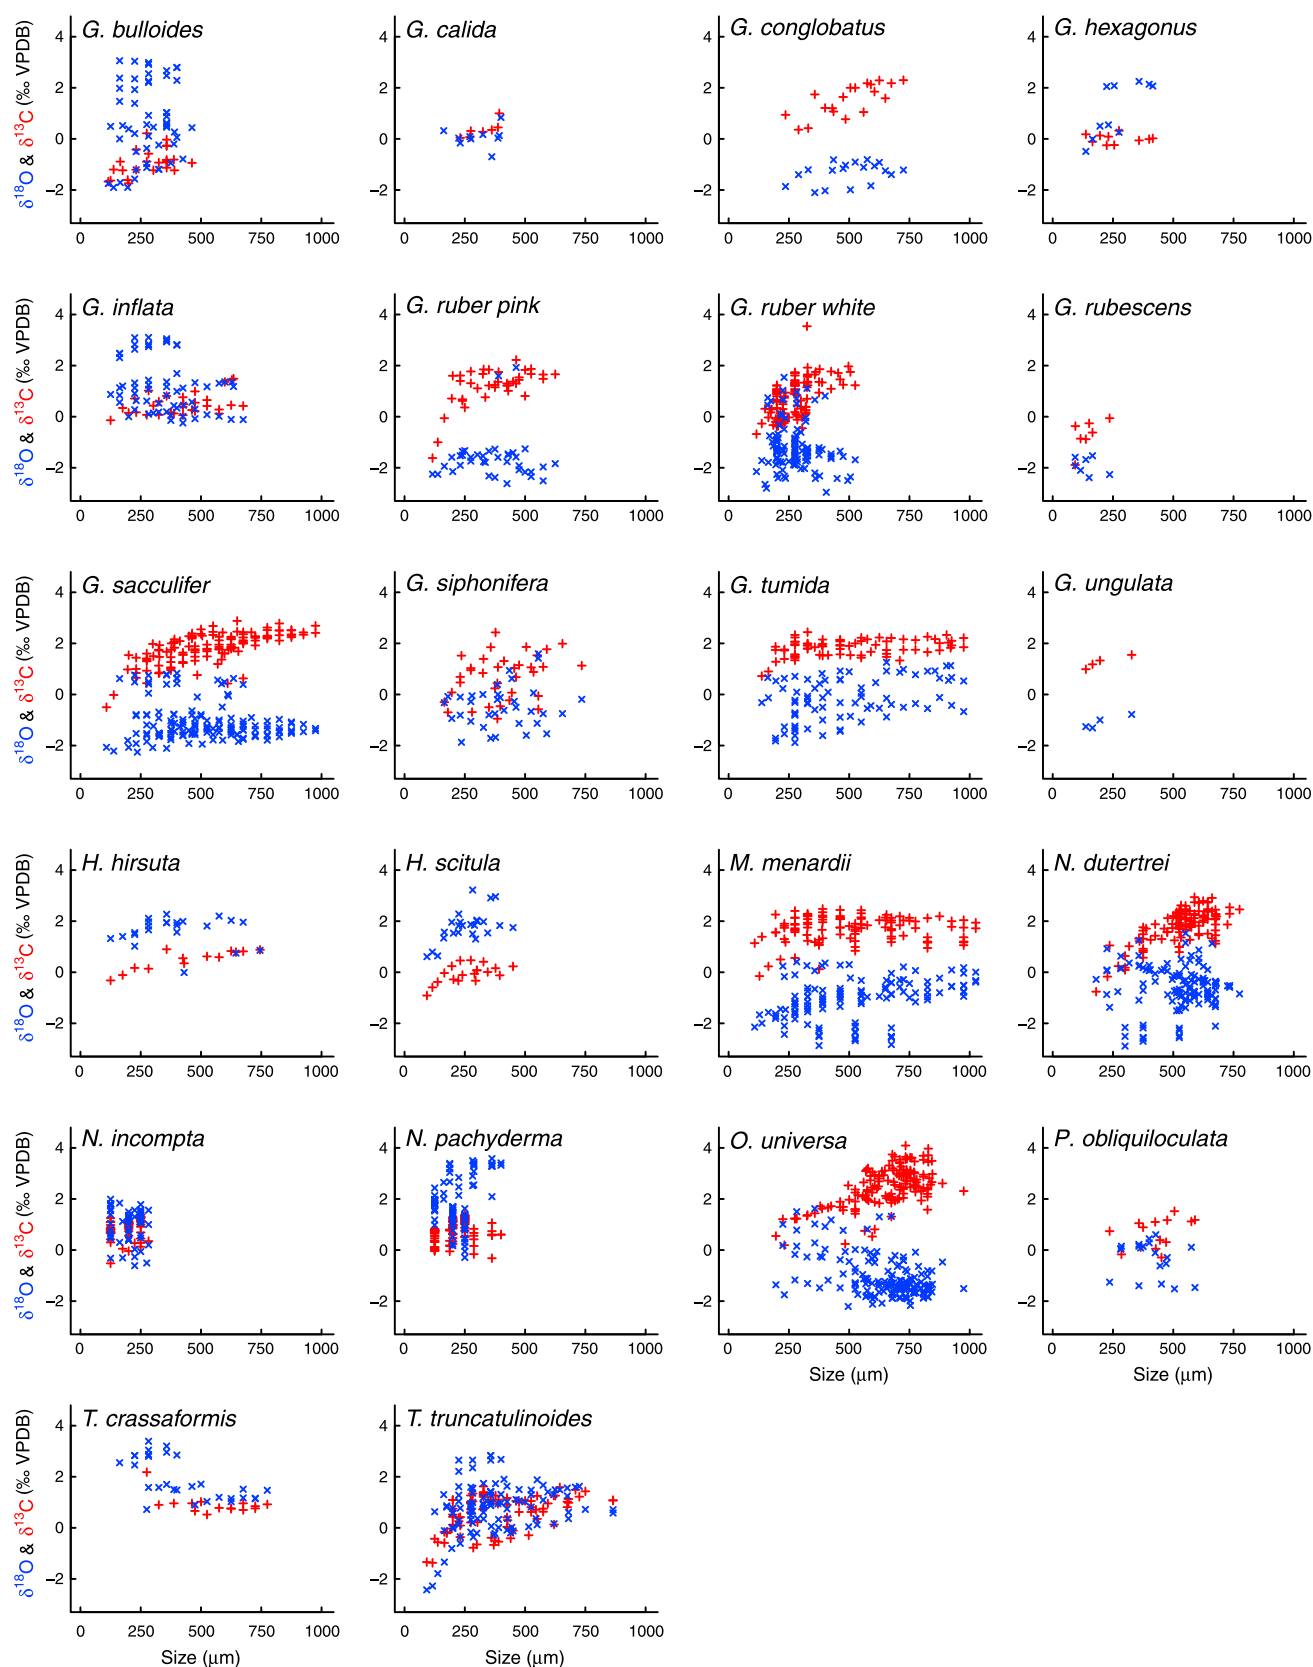 δ18O & δ13C (‰ VPDB)
G. bulloides
G. calida
G. conglobatus
G. hexagonus
4
2
0
−2
4
2
0
−2
4
2
0
−2
4
2
0
−2
0 250 500 750 1000
0 250 500 750 1000
0 250 500 750 1000
0 250 500 750 1000
δ18O & δ13C (‰ VPDB)
G. inflata
G. ruber pink
G. ruber white
G. rubescens
4
2
0
−2
4
2
0
−2
4
2
0
−2
4
2
0
−2
0 250 500 750 1000
0 250 500 750 1000
0 250 500 750 1000
0 250 500 750 1000
δ18O & δ13C (‰ VPDB)
G. sacculifer
G. siphonifera
G. tumida
G. ungulata
4
2
0
−2
4
2
0
−2
4
2
0
−2
4
2
0
−2
0 250 500 750 1000
0 250 500 750 1000
0 250 500 750 1000
0 250 500 750 1000
δ18O & δ13C (‰ VPDB)
H. hirsuta
H. scitula
M. menardii
N. dutertrei
4
2
0
−2
4
2
0
−2
4
2
0
−2
4
2
0
−2
0 250 500 750 1000
0 250 500 750 1000
0 250 500 750 1000
0 250 500 750 1000
δ18O & δ13C (‰ VPDB)
N. incompta
N. pachyderma
O. universa
P. obliquiloculata
4
2
0
−2
4
2
0
−2
4
2
0
−2
4
2
0
−2
0 250 500 750 1000
0 250 500 750 1000
0 250 500 750 1000
0 250 500 750 1000
Size (μm)
Size (μm)
δ18O & δ13C (‰ VPDB)
T. crassaformis
T. truncatulinoides
4
2
0
−2
4
2
0
−2
0 250 500 750 1000
0 250 500 750 1000
Size (μm)
Size (μm)